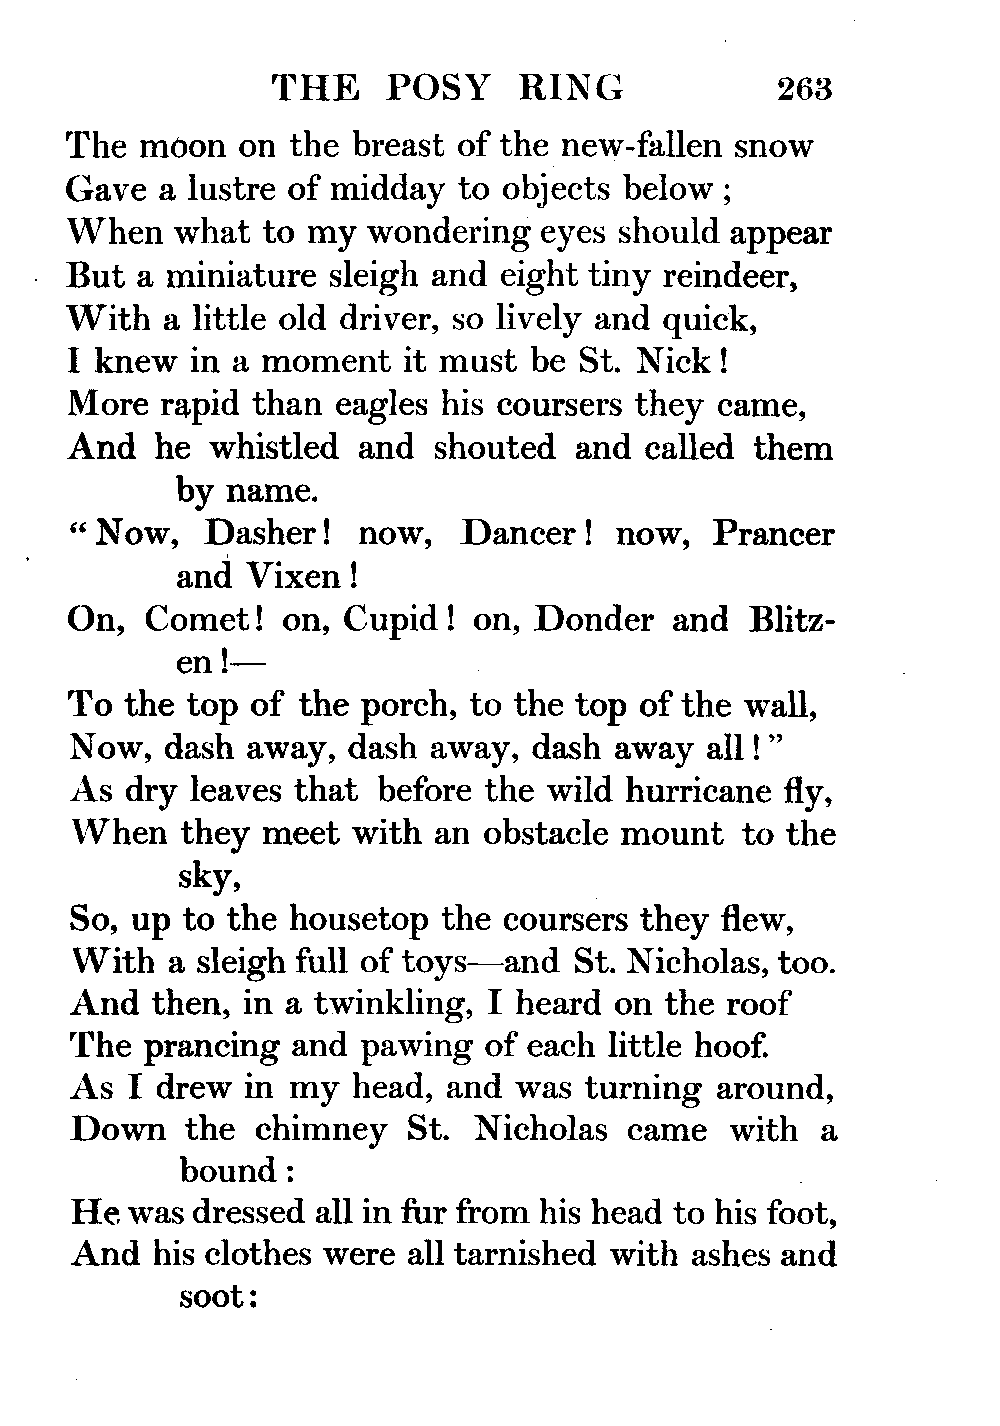 THE POSY RING 263
The moon on the breast of the new-fallen snow
Gave a lustre of midday to objects below ;
When what to my wondering eyes should appear
But a miniature sleigh and eight tiny reindeer,
With a little old driver, so lively and quick,
I knew in a moment it must be St. Nick !
More rapid than eagles his coursers they came,
And he whistled and shouted and called them
by name.
“ Now, Dasher! now, Dancer ! now, Prancer
and Vixen !
On, Comet! on, Cupid ! on, Donder and Blitz-
en !—
To the top of the porch, to the top of the wall,
Now, dash away, dash away, dash away all ! ”
As dry leaves that before the wild hurricane fly,
When they meet with an obstacle mount to the
sky,
So, up to the housetop the coursers they flew,
With a sleigh full of toys—and St. Nicholas, too.
And then, in a twinkling, I heard on the roof
The prancing and pawing of each little hoof.
As I drew in my head, and was turning around,
Down the chimney St. Nicholas came with a
bound :
He was dressed all in fur from his head to his foot,
And his clothes were all tarnished with ashes and
soot :